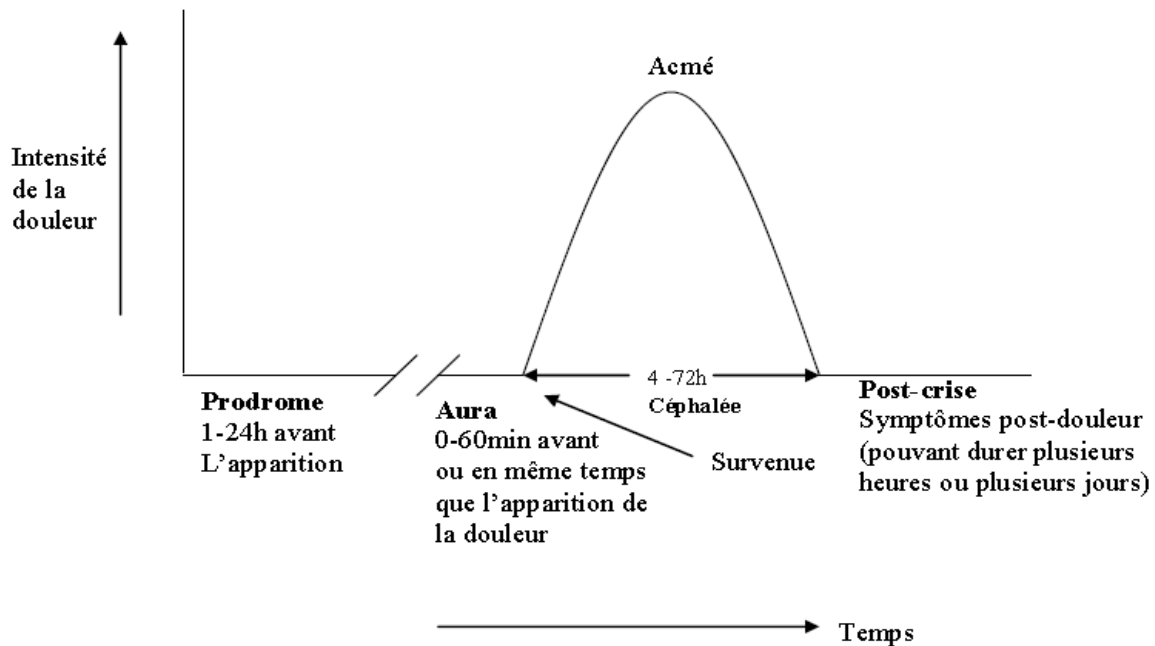 Acmé
Intensité
de la
douleur
4 -72h
Céphalée
Prodrome
1-24h avant
L’apparition
Aura
0-60min avant
ou en même temps
que l’apparition de
la douleur
Survenue
Post-crise
Symptômes post-douleur
(pouvant durer plusieurs
heures ou plusieurs jours)
Temps